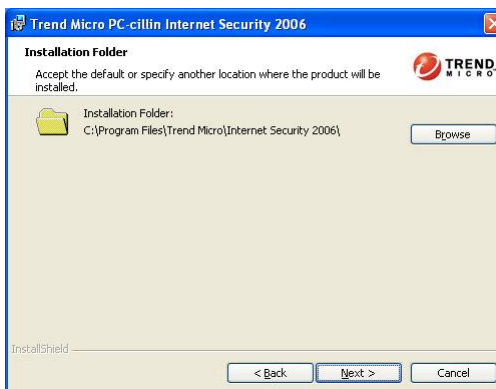 Trend Micro PC-cillin Internet Security 2006
Installation Folder
Accept the default or specify another location where the product will be
installed.
TREND
MICRO
Installation Folder:
C:\Program Files\Trend Micro\Internet Security 2006\
Browse
InstallShield
< Back
Next >
Cancel